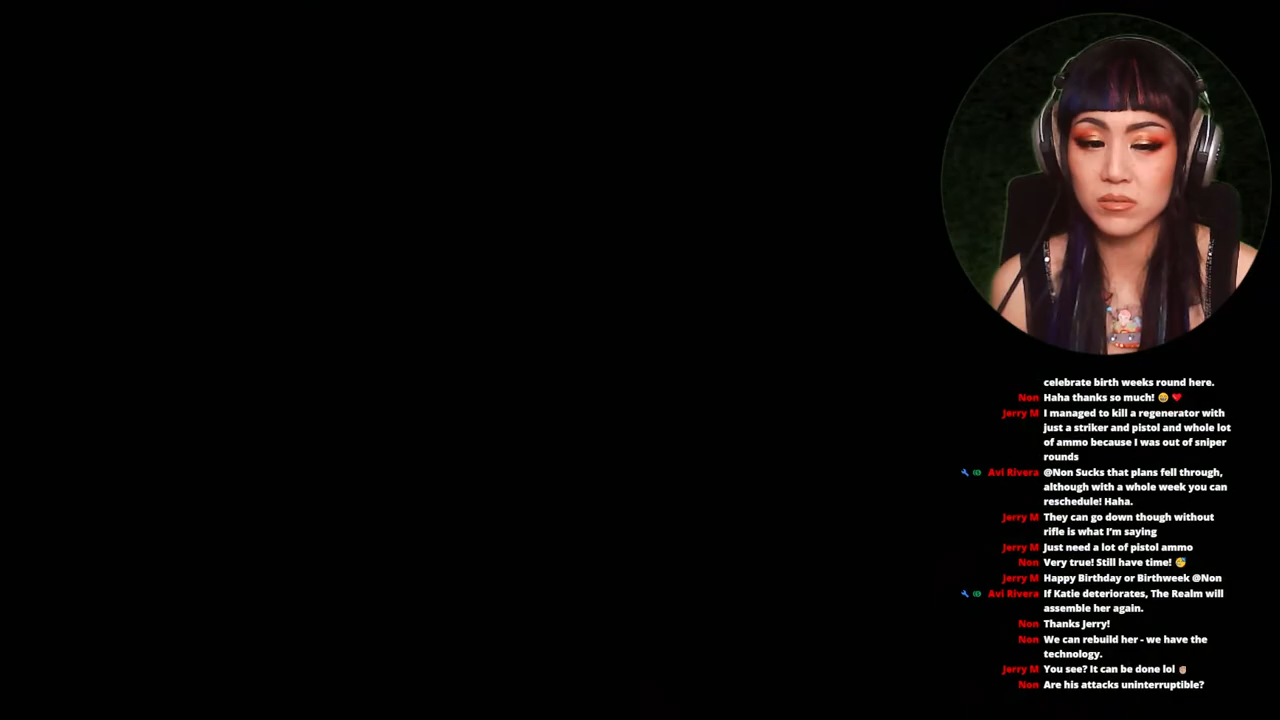 celebrate birth weeks round here.
Non Haha thanks so much! 😄 ❤️
Jerry M I managed to kill a regenerator with
just a striker and pistol and whole lot
of ammo because I was out of sniper
rounds
Avi Rivera @Non Sucks that plans fell through,
although with a whole week you can
reschedule! Haha.
Jerry M They can go down though without
rifle is what I'm saying
Jerry M Just need a lot of pistol ammo
Non Very true! Still have time! 🥳
Jerry M Happy Birthday or Birthweek @Non
Avi Rivera If Katie deteriorates, The Realm will
assemble her again.
Non Thanks Jerry!
Non We can rebuild her - we have the
technology.
Jerry M You see? It can be done lol ✊🏽
Non Are his attacks uninterruptible?